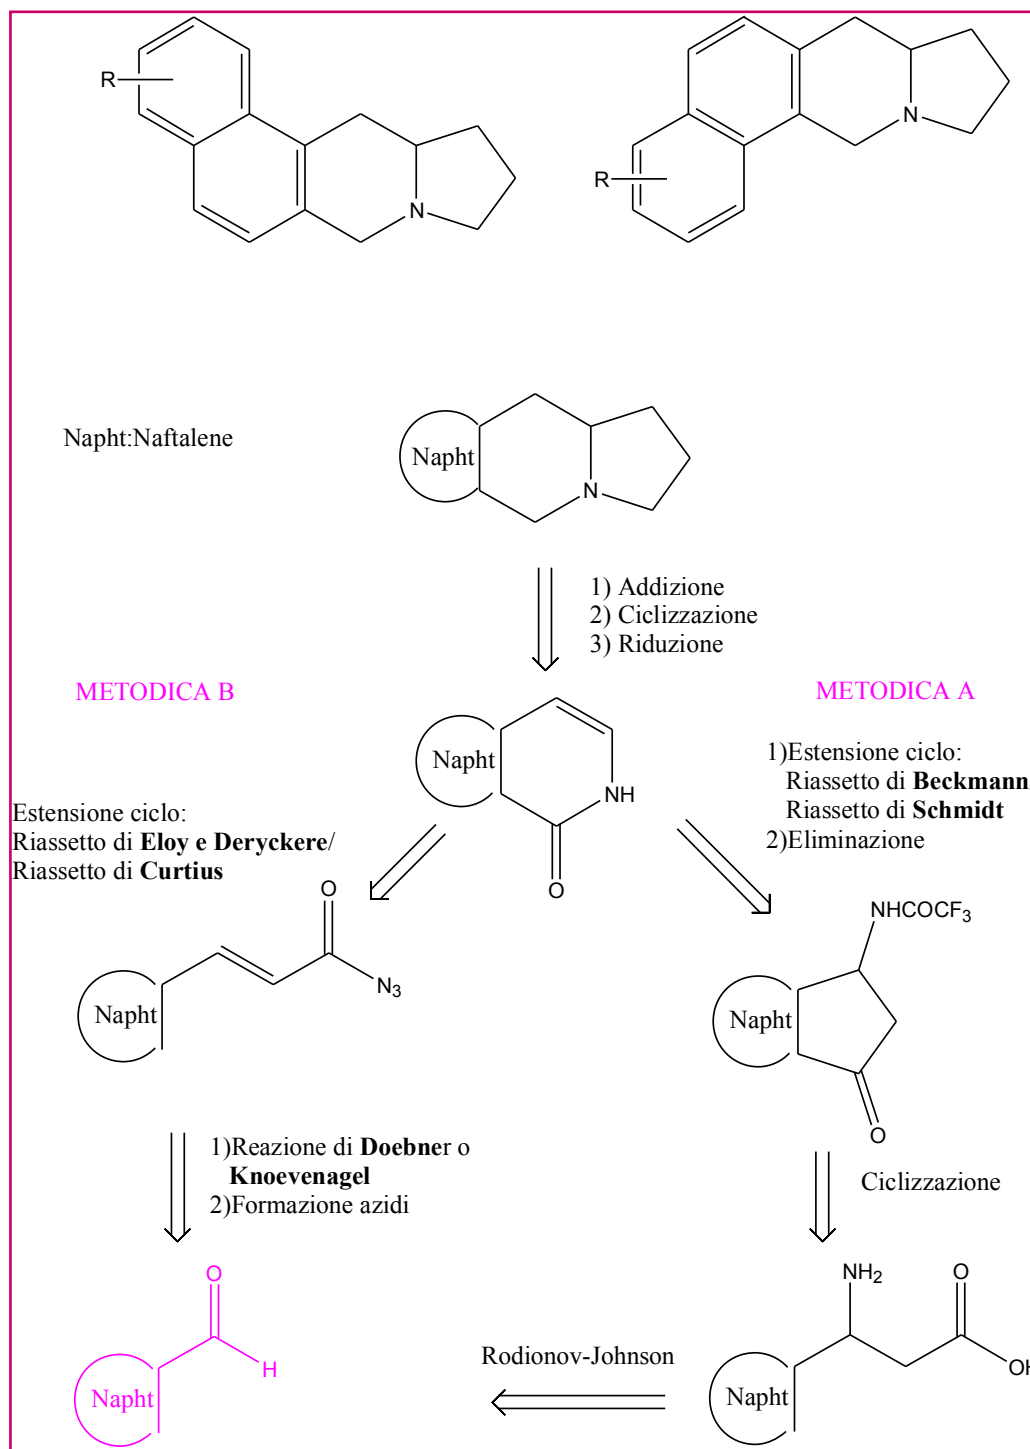 R
N
R
N
Napht:Naftalene
Napht
N
1) Addizione
2) Ciclizzazione
3) Riduzione
METODICA B
METODICA A
Napht
NH
O
1)Estensione ciclo:
Riassetto di Beckmann
Riassetto di Schmidt
2)Eliminazione
Estensione ciclo:
Riassetto di Eloy e Deryckere/
Riassetto di Curtius
O
N3
Napht
NHCOCF3
Napht
O
1)Reazione di Doebner o
Knoevenagel
2)Formazione azidi
Ciclizzazione
O
H
Napht
Rodionov-Johnson
NH2
O
OH
Napht